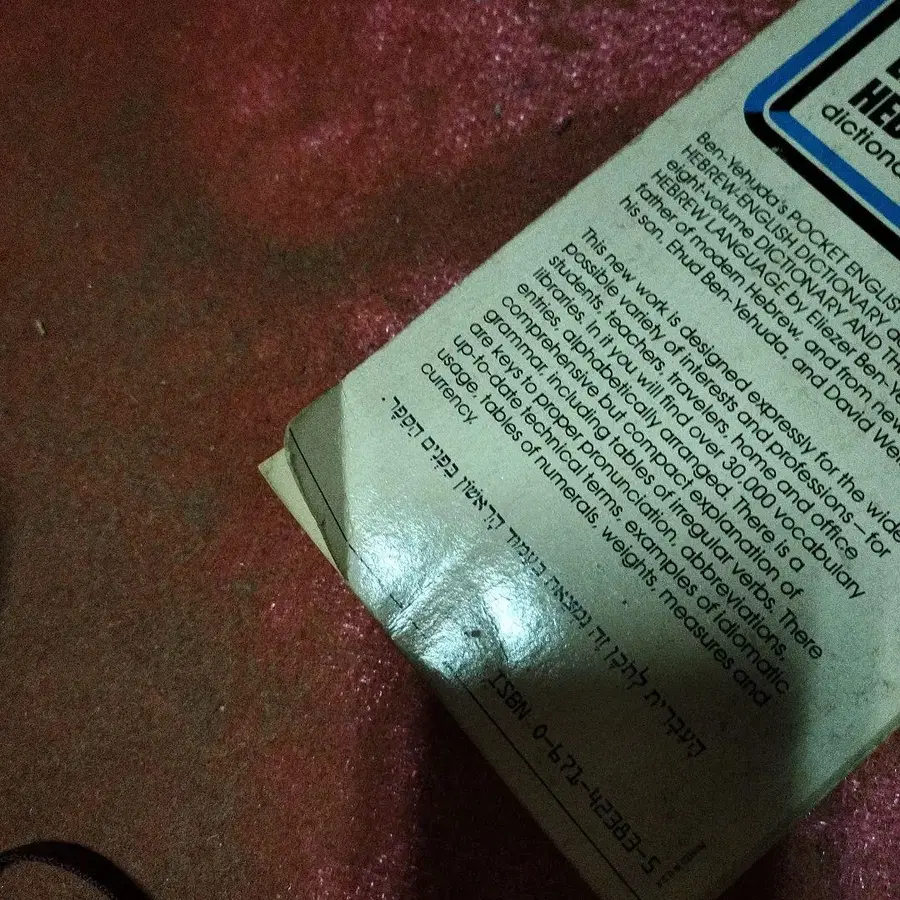 HEB
dictiona
Ben-Yehuda's POCKET ENGLISH
HEBREW-ENGLISH DICTIONARY
eight-volume DICTIONARY AND TH
HEBREW LANGUAGE by Eliezer Ben-Ye
father of modern Hebrew, and from new
his son, Ehud Ben-Yehuda, and David We
This new work is designed expressly for the wide
possible variety of interests and professions – for
students, teachers, travelers, home and office
libraries. In it you will find over 30,000 vocabulary
entries, alphabetically arranged. There is a
comprehensive but compact explanation of
grammar, including tables of irregular verbs. There
are keys to proper pronunciation, abbreviations,
up-to-date technical terms, examples of idiomatic
usage, tables of numerals, weights, measures and
currency.
נמצאת בעמוד הראשון בפנים הספר.
ISBN 0-671-42383-5